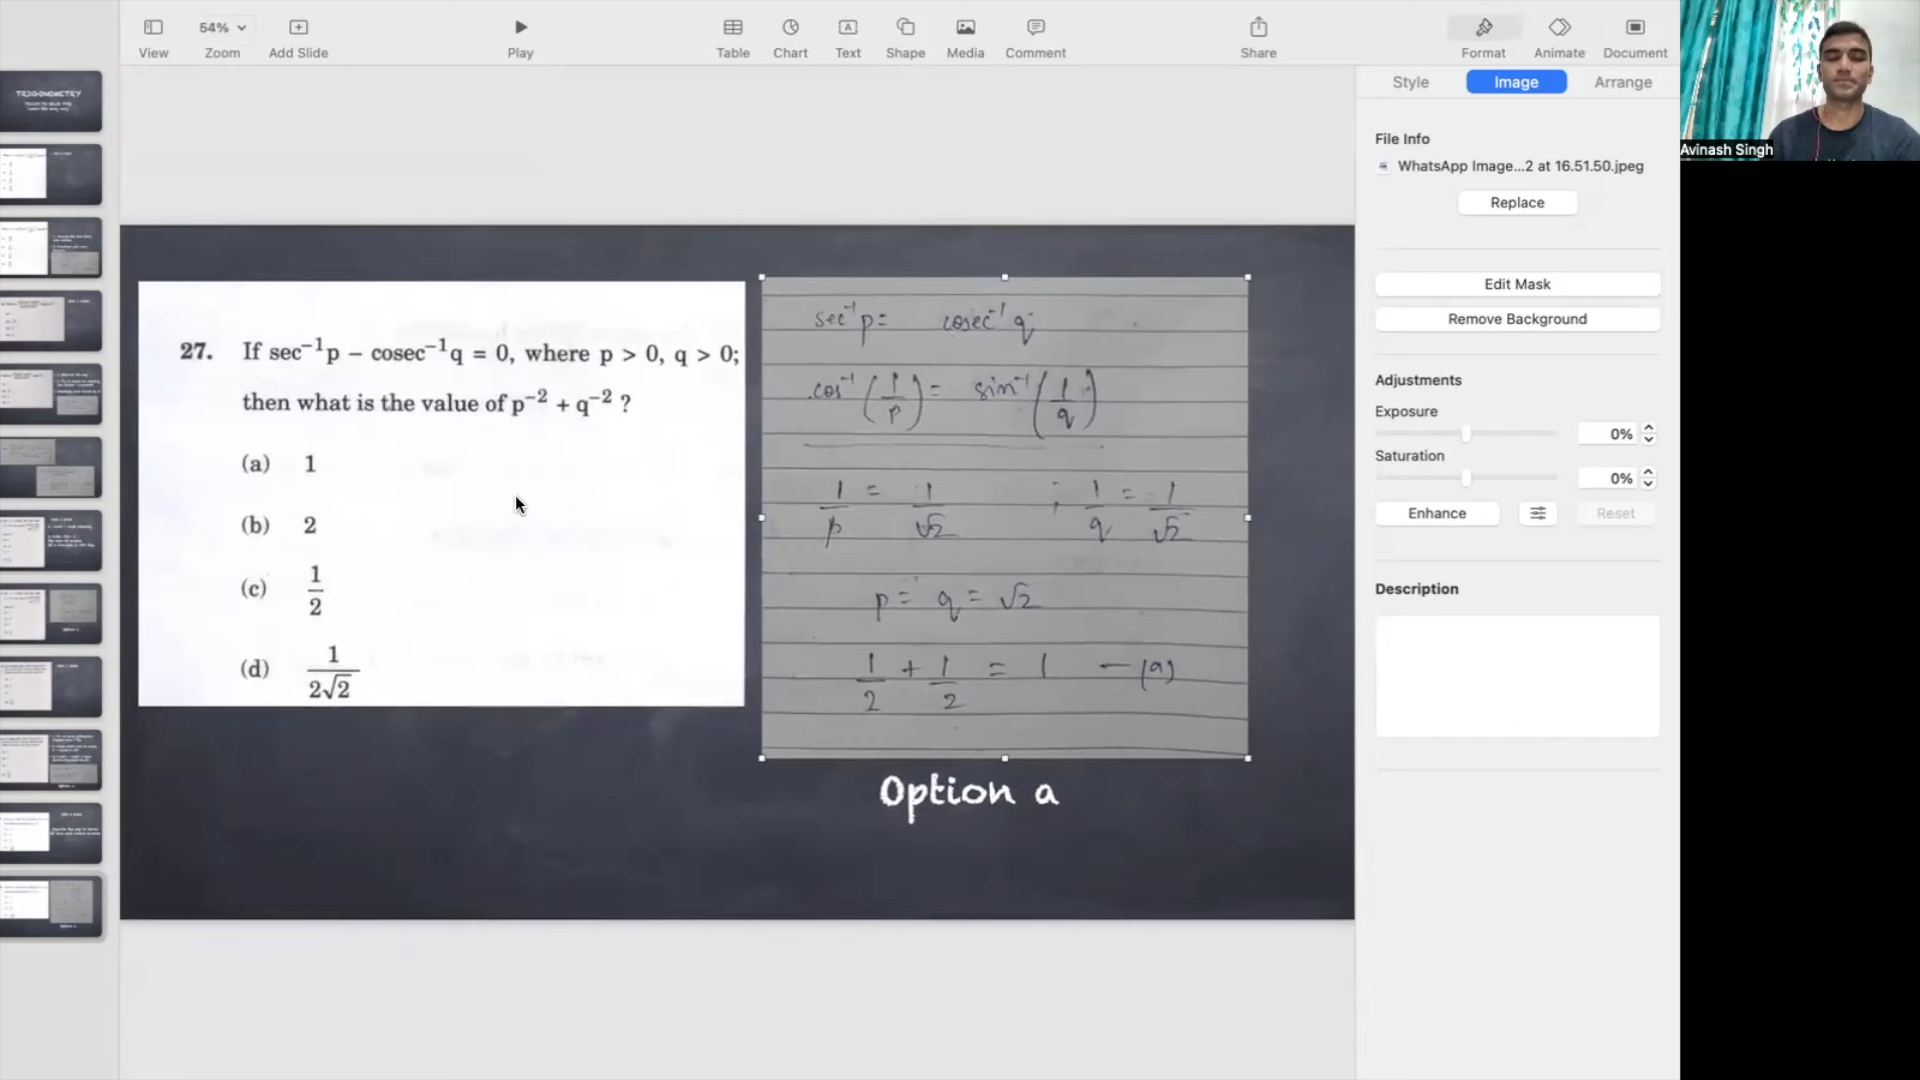 54%
View
Zoom
Add Slide
Play
Table
Chart
Text
Shape
Media
Comment
Share
Format
Animate
Document
TRIGONOMETRY
Style
Image
Arrange
File Info
WhatsApp Image...2 at 16.51.50.jpeg
Replace
Edit Mask
Remove Background
Adjustments
Exposure
0%
Saturation
0%
Enhance
Reset
Description
Avinash Singh
27. If sec⁻¹p − cosec⁻¹q = 0, where p > 0, q > 0;
then what is the value of p⁻² + q⁻² ?
(a) 1
(b) 2
(c) 1/2
(d) 1/2√2
sec⁻¹p = cosec⁻¹q
cos⁻¹(1/p) = sin⁻¹(1/q)
1/p = 1/√2 ; 1/q = 1/√2
p = q = √2
1/2 + 1/2 = 1 — (a)
Option a